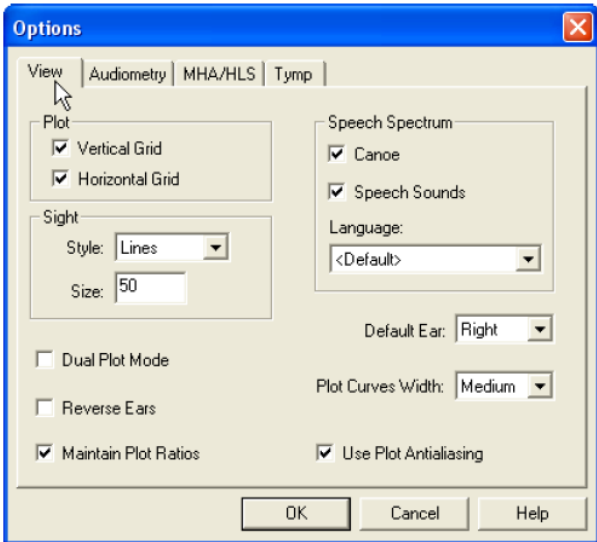 Options
View Audiometry MHA/HLS Tymp
Plot
Vertical Grid
Horizontal Grid
Sight
Style: Lines
Size: 50
Dual Plot Mode
Reverse Ears
Maintain Plot Ratios
Speech Spectrum
Canoe
Speech Sounds
Language:
<Default>
Default Ear: Right
Plot Curves Width: Medium
Use Plot Antialiasing
OK Cancel Help